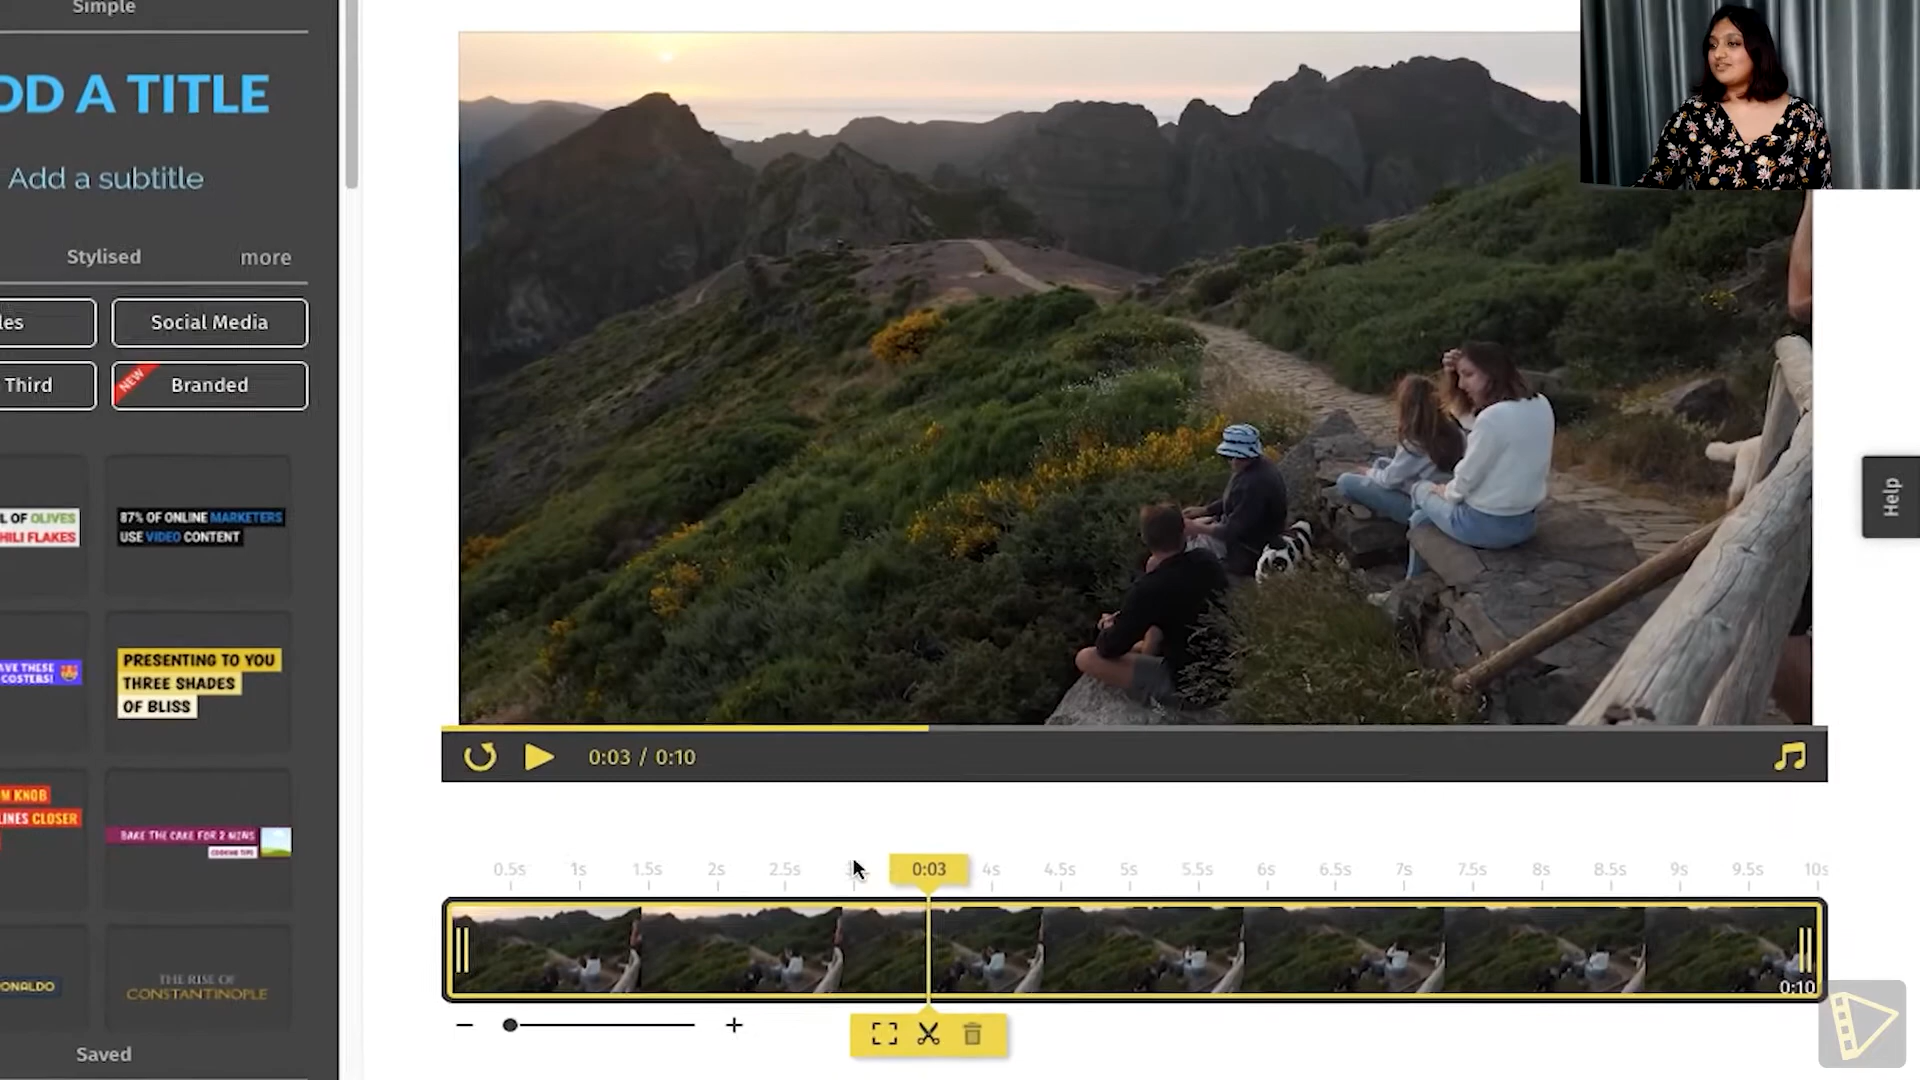 Simple
DD A TITLE
Add a subtitle
Stylised more
les Social Media
Third NEW Branded
L OF OLIVES
HILI FLAKES
87% OF ONLINE MARKETERS
USE VIDEO CONTENT
AVE THESE
COSTERS!
PRESENTING TO YOU
THREE SHADES
OF BLISS
M KNOB
LINES CLOSER
BAKE THE CAKE FOR 2 MINS
COOKING TIPS
ONALDO
THE RISE OF
CONSTANTINOPLE
Saved
0:03 / 0:10
0.5s 1s 1.5s 2s 2.5s 0:03 4s 4.5s 5s 5.5s 6s 6.5s 7s 7.5s 8s 8.5s 9s 9.5s 10s
0:10
Help